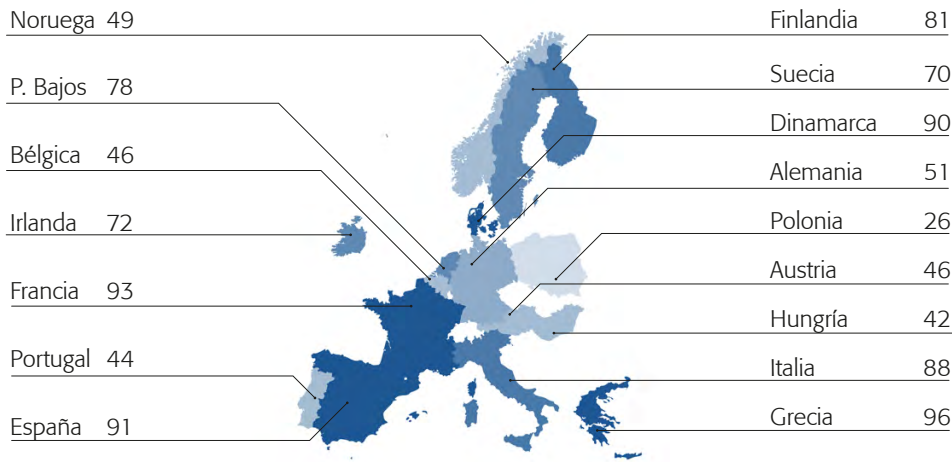 Noruega 49
P. Bajos 78
Bélgica 46
Irlanda 72
Francia 93
Portugal 44
España 91
Finlandia 81
Suecia 70
Dinamarca 90
Alemania 51
Polonia 26
Austria 46
Hungría 42
Italia 88
Grecia 96